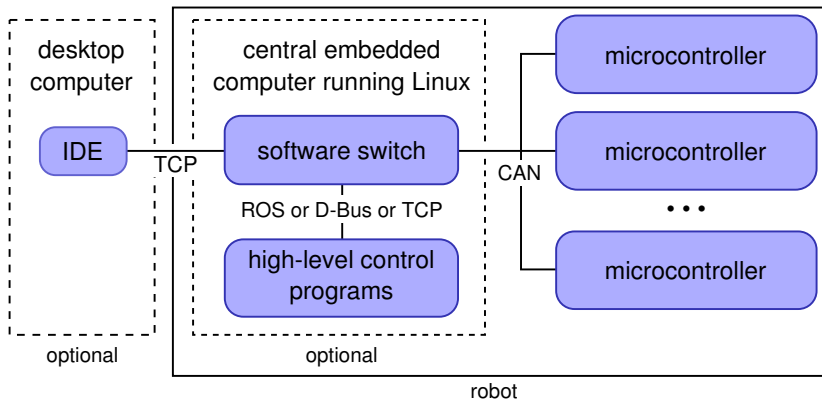 desktop
computer
IDE
optional
TCP
central embedded
computer running Linux
software switch
ROS or D-Bus or TCP
high-level control
programs
optional
CAN
microcontroller
microcontroller
...
microcontroller
robot